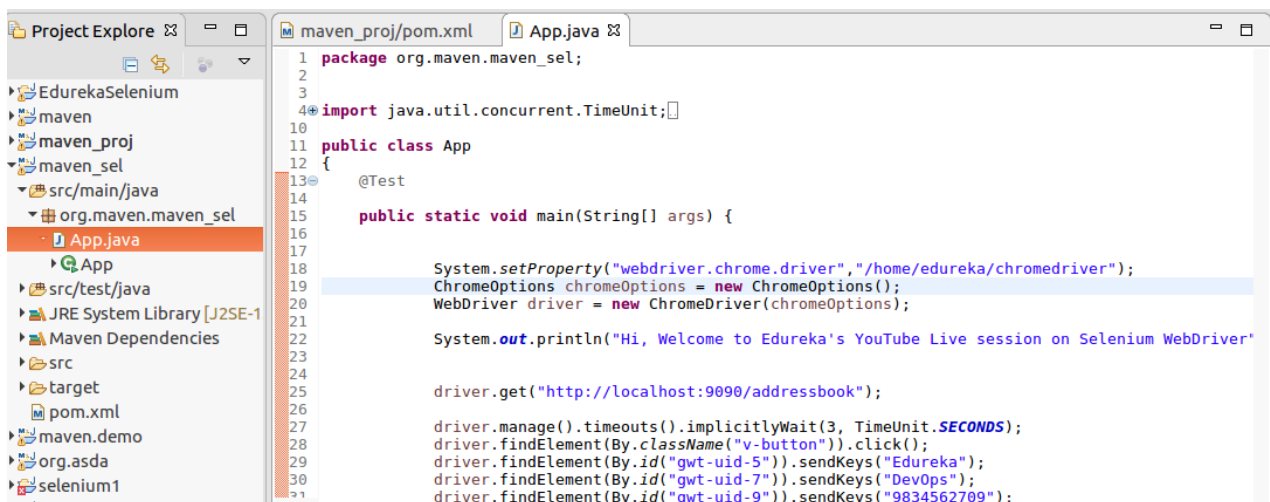 Project Explore
EdurekaSelenium
maven
maven_proj
maven_sel
src/main/java
org.maven.maven_sel
App.java
App
src/test/java
JRE System Library [J2SE-1
Maven Dependencies
src
target
pom.xml
maven.demo
org.asda
selenium1
maven_proj/pom.xml
App.java
1 package org.maven.maven_sel;
2
3
4 import java.util.concurrent.TimeUnit;
10
11 public class App
12 {
13 @Test
14
15 public static void main(String[] args) {
16
17
18 System.setProperty("webdriver.chrome.driver","/home/edureka/chromedriver");
19 ChromeOptions chromeOptions = new ChromeOptions();
20 WebDriver driver = new ChromeDriver(chromeOptions);
21
22 System.out.println("Hi, Welcome to Edureka's YouTube Live session on Selenium WebDriver"
23
24
25 driver.get("http://localhost:9090/addressbook");
26
27 driver.manage().timeouts().implicitlyWait(3, TimeUnit.SECONDS);
28 driver.findElement(By.className("v-button")).click();
29 driver.findElement(By.id("gwt-uid-5")).sendKeys("Edureka");
30 driver.findElement(By.id("gwt-uid-7")).sendKeys("DevOps");
31 driver.findElement(By.id("gwt-uid-9")).sendKeys("9834562709");